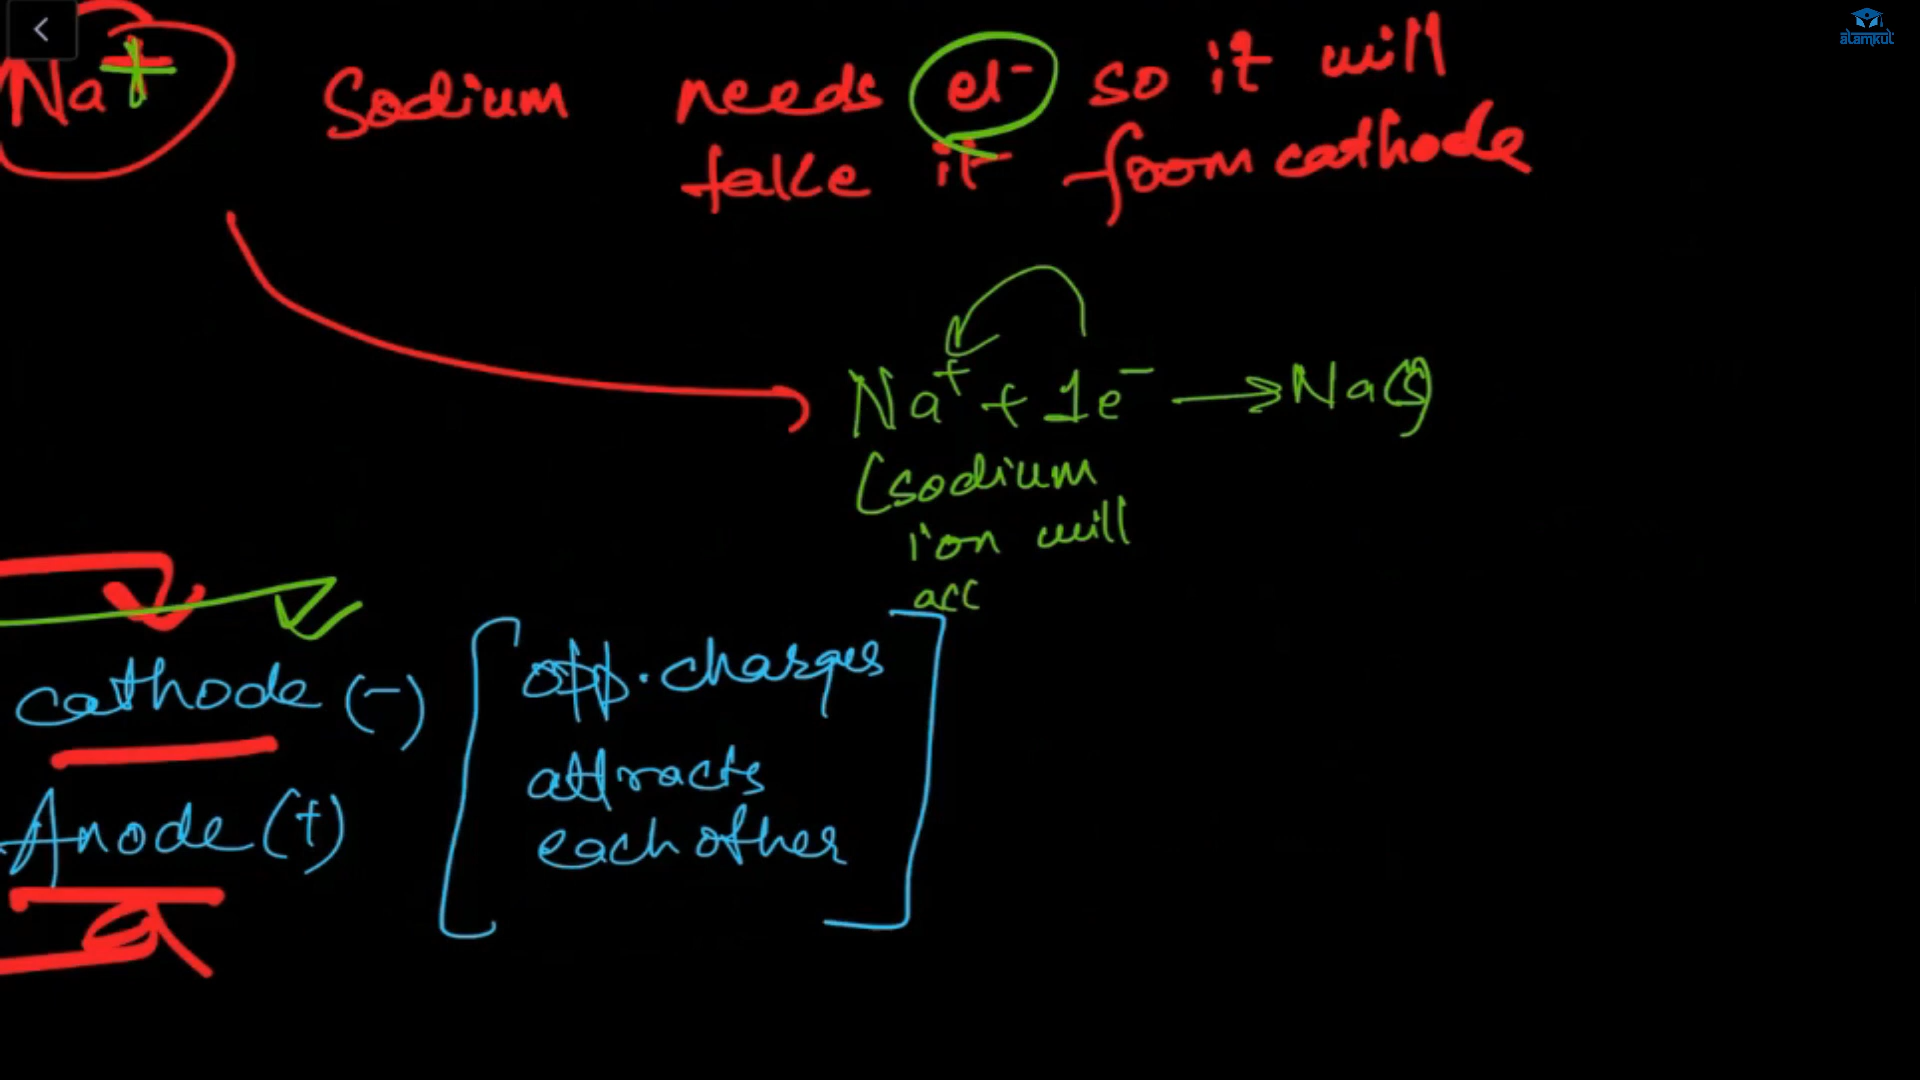 alamkul
Na+ Sodium needs el- so it will
take it from cathode
Na+ + 1e- → Na(s)
(sodium
ion will
acc
cathode (-)
Anode (+)
opp. charges
attracts
each other